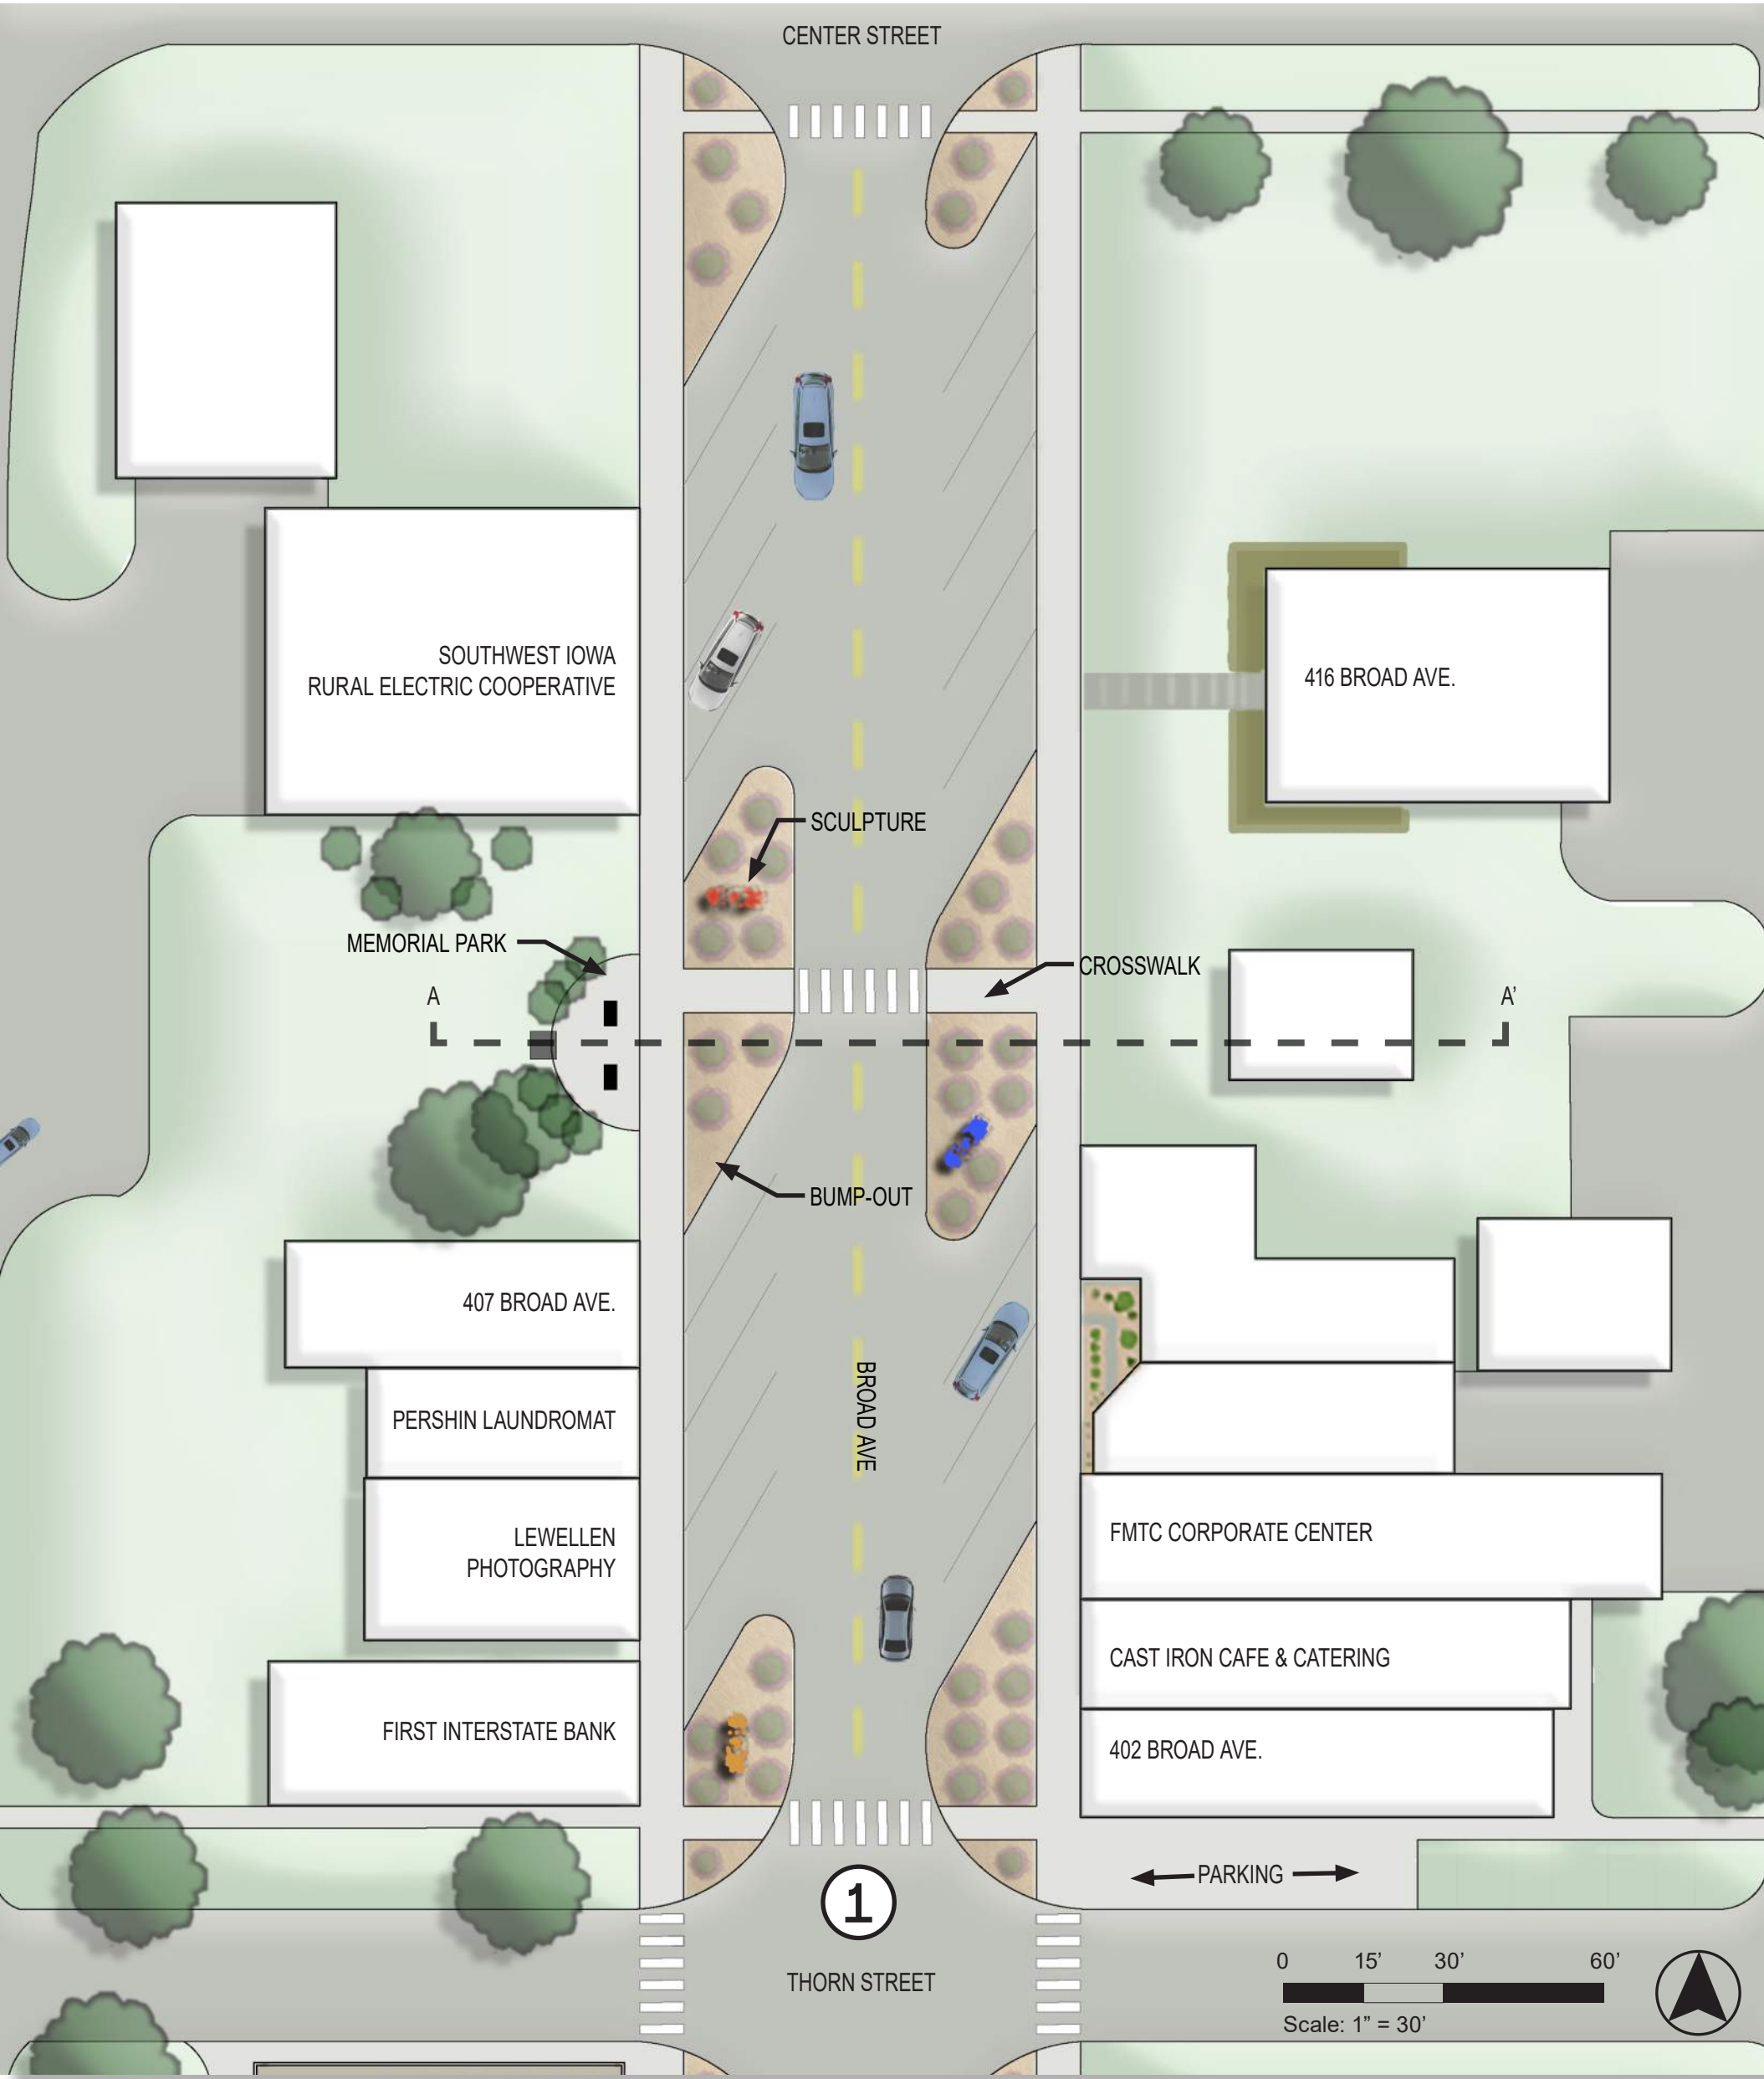 CENTER STREET
SOUTHWEST IOWA
RURAL ELECTRIC COOPERATIVE
416 BROAD AVE.
SCULPTURE
MEMORIAL PARK
CROSSWALK
A
A’
BUMP-OUT
407 BROAD AVE.
BROAD AVE
PERSHIN LAUNDROMAT
LEWELLEN
PHOTOGRAPHY
FMTC CORPORATE CENTER
CAST IRON CAFE & CATERING
FIRST INTERSTATE BANK
402 BROAD AVE.
PARKING
1
THORN STREET
0 15’ 30’ 60’
Scale: 1” = 30’